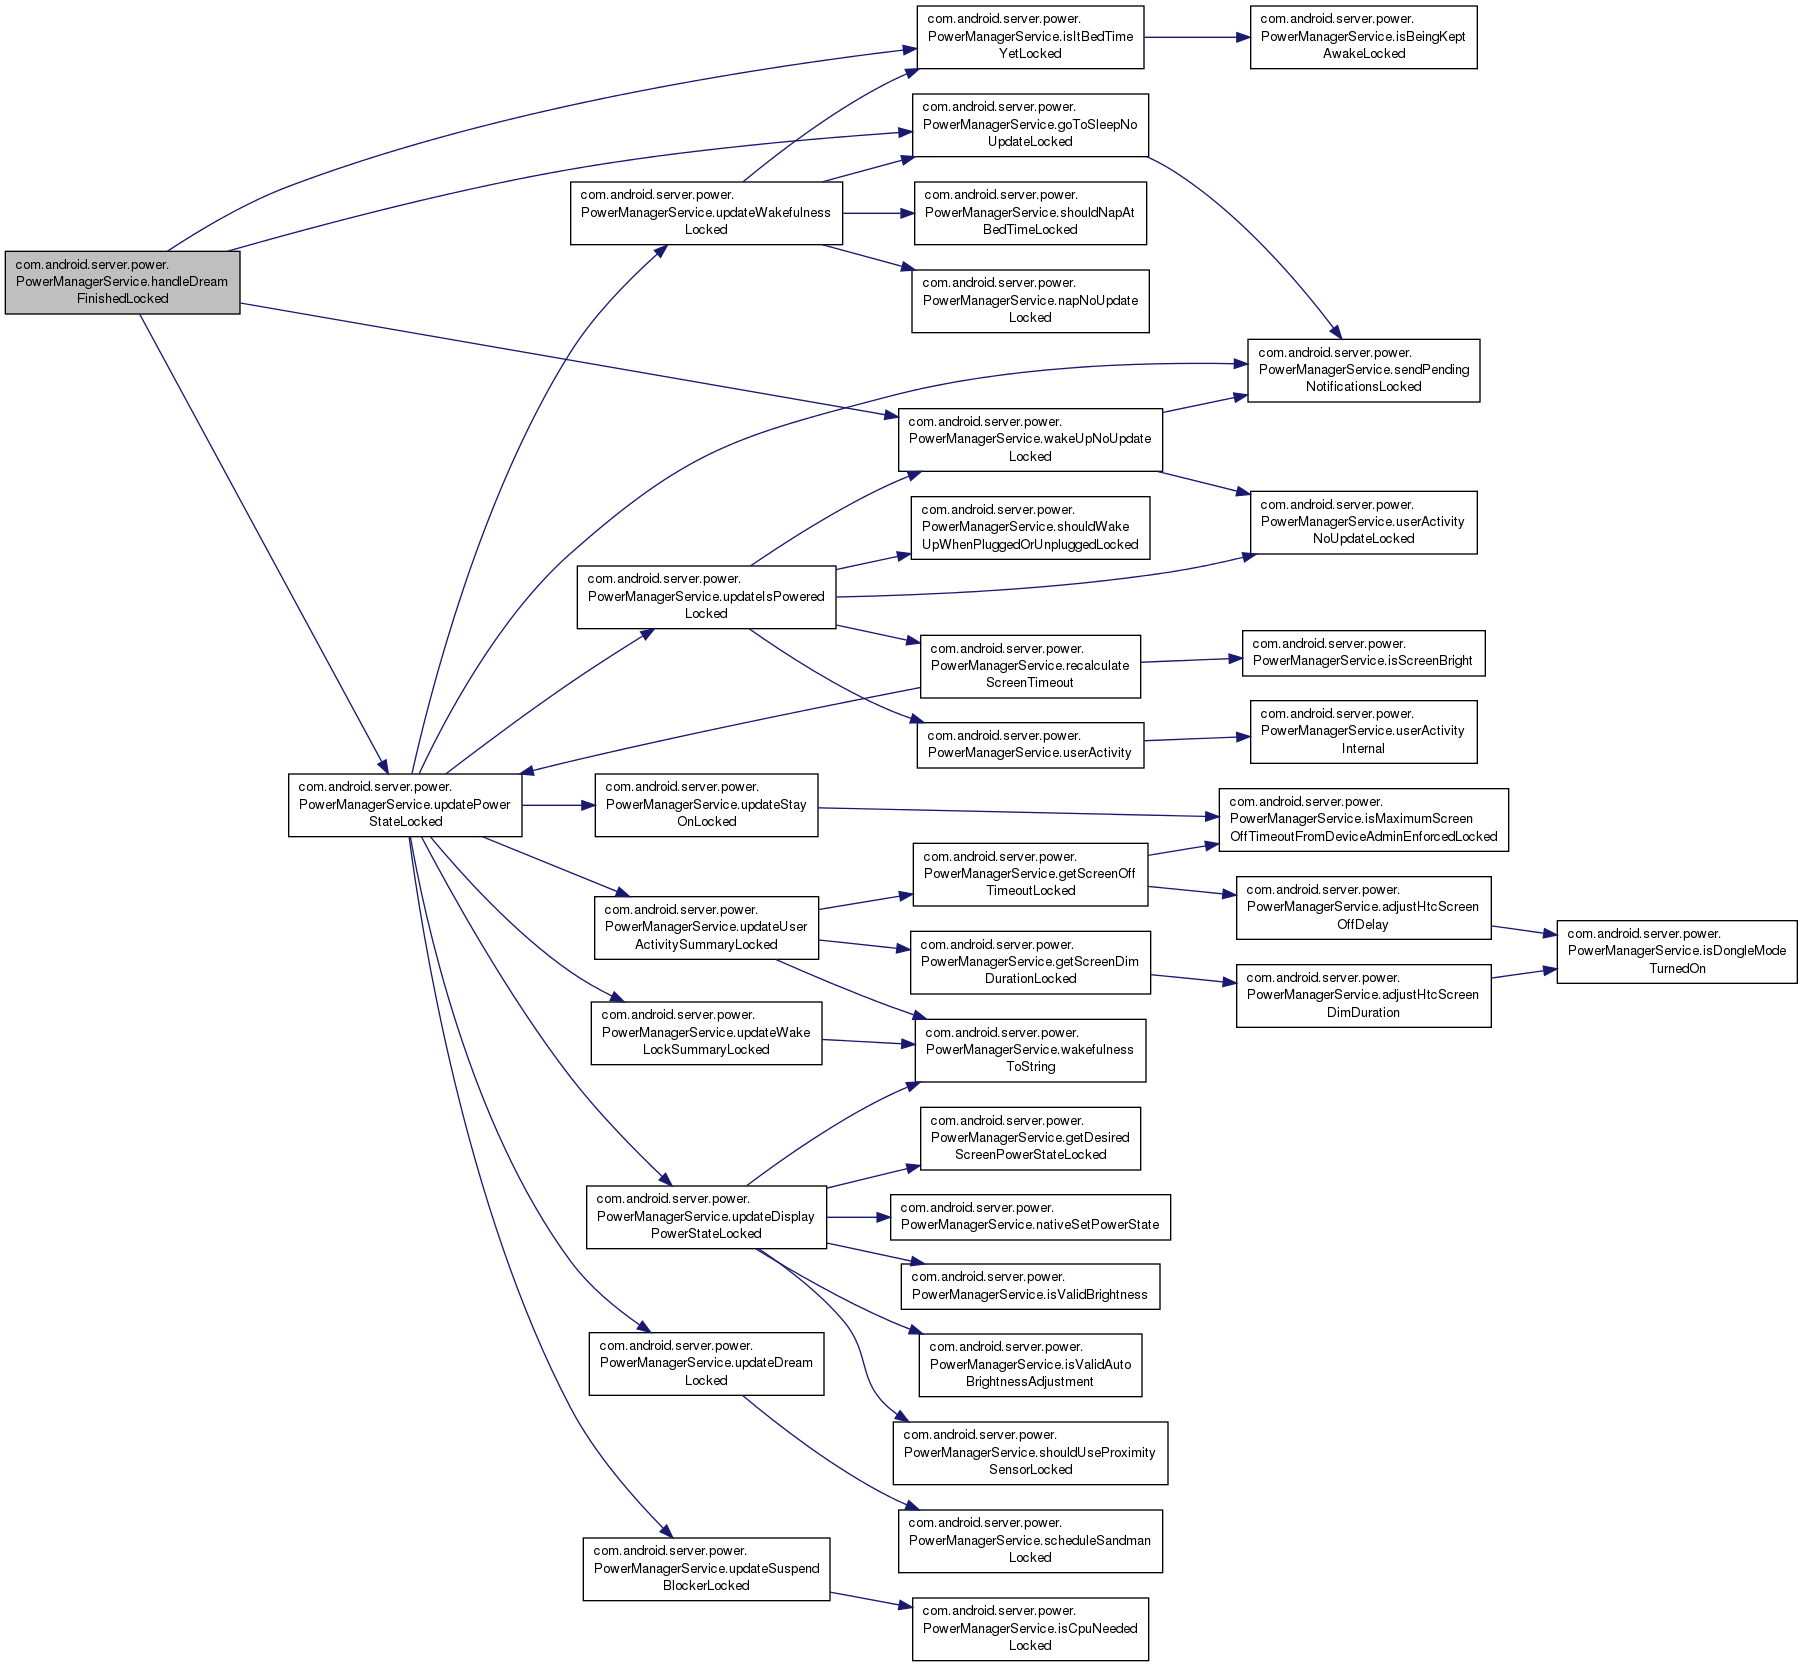 com.android.server.power.
PowerManagerService.handleDream
FinishedLocked
com.android.server.power.
PowerManagerService.updatePower
StateLocked
com.android.server.power.
PowerManagerService.updateWakefulness
Locked
com.android.server.power.
PowerManagerService.updateIsPowered
Locked
com.android.server.power.
PowerManagerService.updateStay
OnLocked
com.android.server.power.
PowerManagerService.updateUser
ActivitySummaryLocked
com.android.server.power.
PowerManagerService.updateWake
LockSummaryLocked
com.android.server.power.
PowerManagerService.updateDisplay
PowerStateLocked
com.android.server.power.
PowerManagerService.updateDream
Locked
com.android.server.power.
PowerManagerService.updateSuspend
BlockerLocked
com.android.server.power.
PowerManagerService.isItBedTime
YetLocked
com.android.server.power.
PowerManagerService.goToSleepNo
UpdateLocked
com.android.server.power.
PowerManagerService.shouldNapAt
BedTimeLocked
com.android.server.power.
PowerManagerService.napNoUpdate
Locked
com.android.server.power.
PowerManagerService.wakeUpNoUpdate
Locked
com.android.server.power.
PowerManagerService.shouldWake
UpWhenPluggedOrUnpluggedLocked
com.android.server.power.
PowerManagerService.recalculate
ScreenTimeout
com.android.server.power.
PowerManagerService.userActivity
com.android.server.power.
PowerManagerService.getScreenOff
TimeoutLocked
com.android.server.power.
PowerManagerService.getScreenDim
DurationLocked
com.android.server.power.
PowerManagerService.wakefulness
ToString
com.android.server.power.
PowerManagerService.getDesired
ScreenPowerStateLocked
com.android.server.power.
PowerManagerService.nativeSetPowerState
com.android.server.power.
PowerManagerService.isValidBrightness
com.android.server.power.
PowerManagerService.isValidAuto
BrightnessAdjustment
com.android.server.power.
PowerManagerService.shouldUseProximity
SensorLocked
com.android.server.power.
PowerManagerService.scheduleSandman
Locked
com.android.server.power.
PowerManagerService.isCpuNeeded
Locked
com.android.server.power.
PowerManagerService.isBeingKept
AwakeLocked
com.android.server.power.
PowerManagerService.sendPending
NotificationsLocked
com.android.server.power.
PowerManagerService.userActivity
NoUpdateLocked
com.android.server.power.
PowerManagerService.isScreenBright
com.android.server.power.
PowerManagerService.userActivity
Internal
com.android.server.power.
PowerManagerService.isMaximumScreen
OffTimeoutFromDeviceAdminEnforcedLocked
com.android.server.power.
PowerManagerService.adjustHtcScreen
OffDelay
com.android.server.power.
PowerManagerService.adjustHtcScreen
DimDuration
com.android.server.power.
PowerManagerService.isDongleMode
TurnedOn